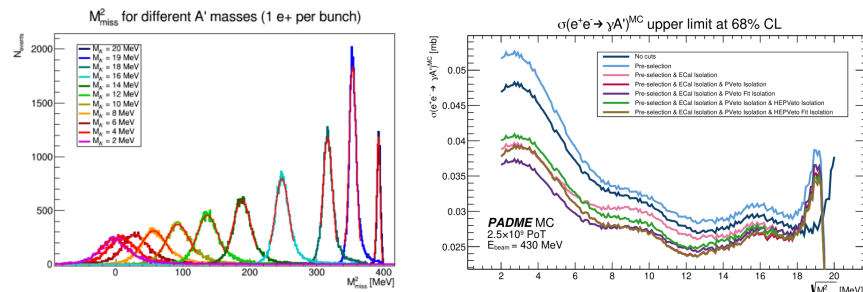 M²miss for different A' masses (1 e+ per bunch)
Nevents
2000
1500
1000
500
0
M_A' = 20 MeV
M_A' = 19 MeV
M_A' = 18 MeV
M_A' = 16 MeV
M_A' = 14 MeV
M_A' = 12 MeV
M_A' = 10 MeV
M_A' = 8 MeV
M_A' = 6 MeV
M_A' = 4 MeV
M_A' = 2 MeV
0 100 200 300 400
M²miss [MeV]
σ(e⁺e⁻→ γA')ᴹᶜ upper limit at 68% CL
σ(e⁺e⁻→ γA')ᴹᶜ [mb]
0.05
0.045
0.04
0.035
0.03
0.025
No cuts
Pre-selection
Pre-selection & ECal Isolation
Pre-selection & ECal Isolation & PVeto Isolation
Pre-selection & ECal Isolation & PVeto Fit Isolation
Pre-selection & ECal Isolation & PVeto Isolation & HEPVeto Isolation
Pre-selection & ECal Isolation & PVeto Isolation & HEPVeto Fit Isolation
PADME MC
E_beam = 430 MeV
2 4 6 8 10 12 14 16 18 20
√M² [MeV]